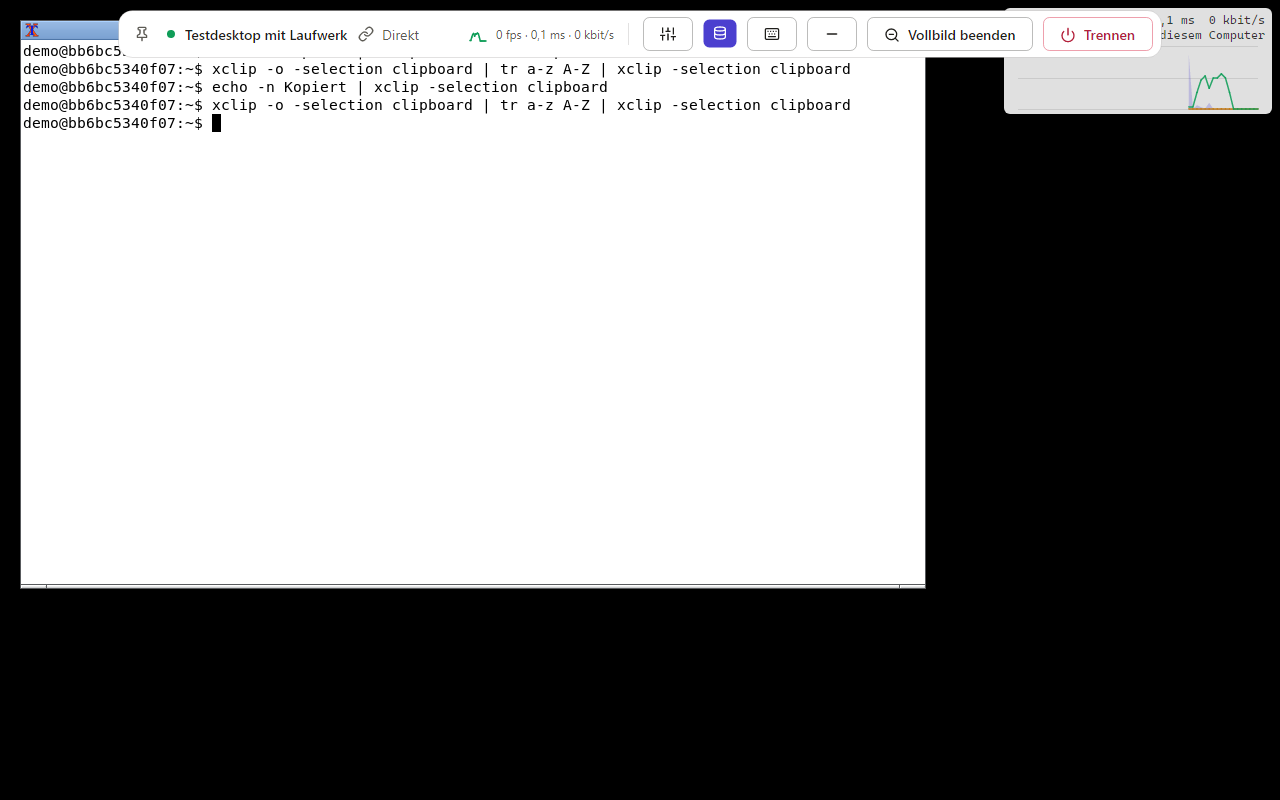 Testdesktop mit Laufwerk Direkt 0 fps · 0,1 ms · 0 kbit/s Vollbild beenden Trennen
,1 ms 0 kbit/s
diesem Computer
demo@bb6bc5
demo@bb6bc5340f07:~$ xclip -o -selection clipboard | tr a-z A-Z | xclip -selection clipboard
demo@bb6bc5340f07:~$ echo -n Kopiert | xclip -selection clipboard
demo@bb6bc5340f07:~$ xclip -o -selection clipboard | tr a-z A-Z | xclip -selection clipboard
demo@bb6bc5340f07:~$